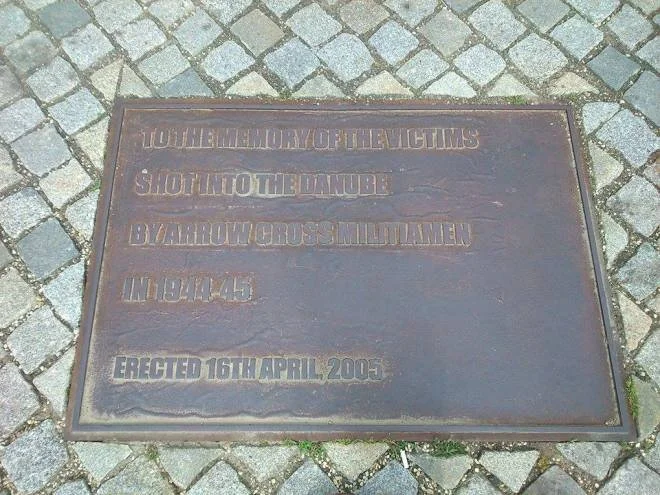 TO THE MEMORY OF THE VICTIMS
SHOT INTO THE DANUBE
BY ARROW CROSS MILITIAMEN
IN 1944-45
ERECTED 16TH APRIL, 2005